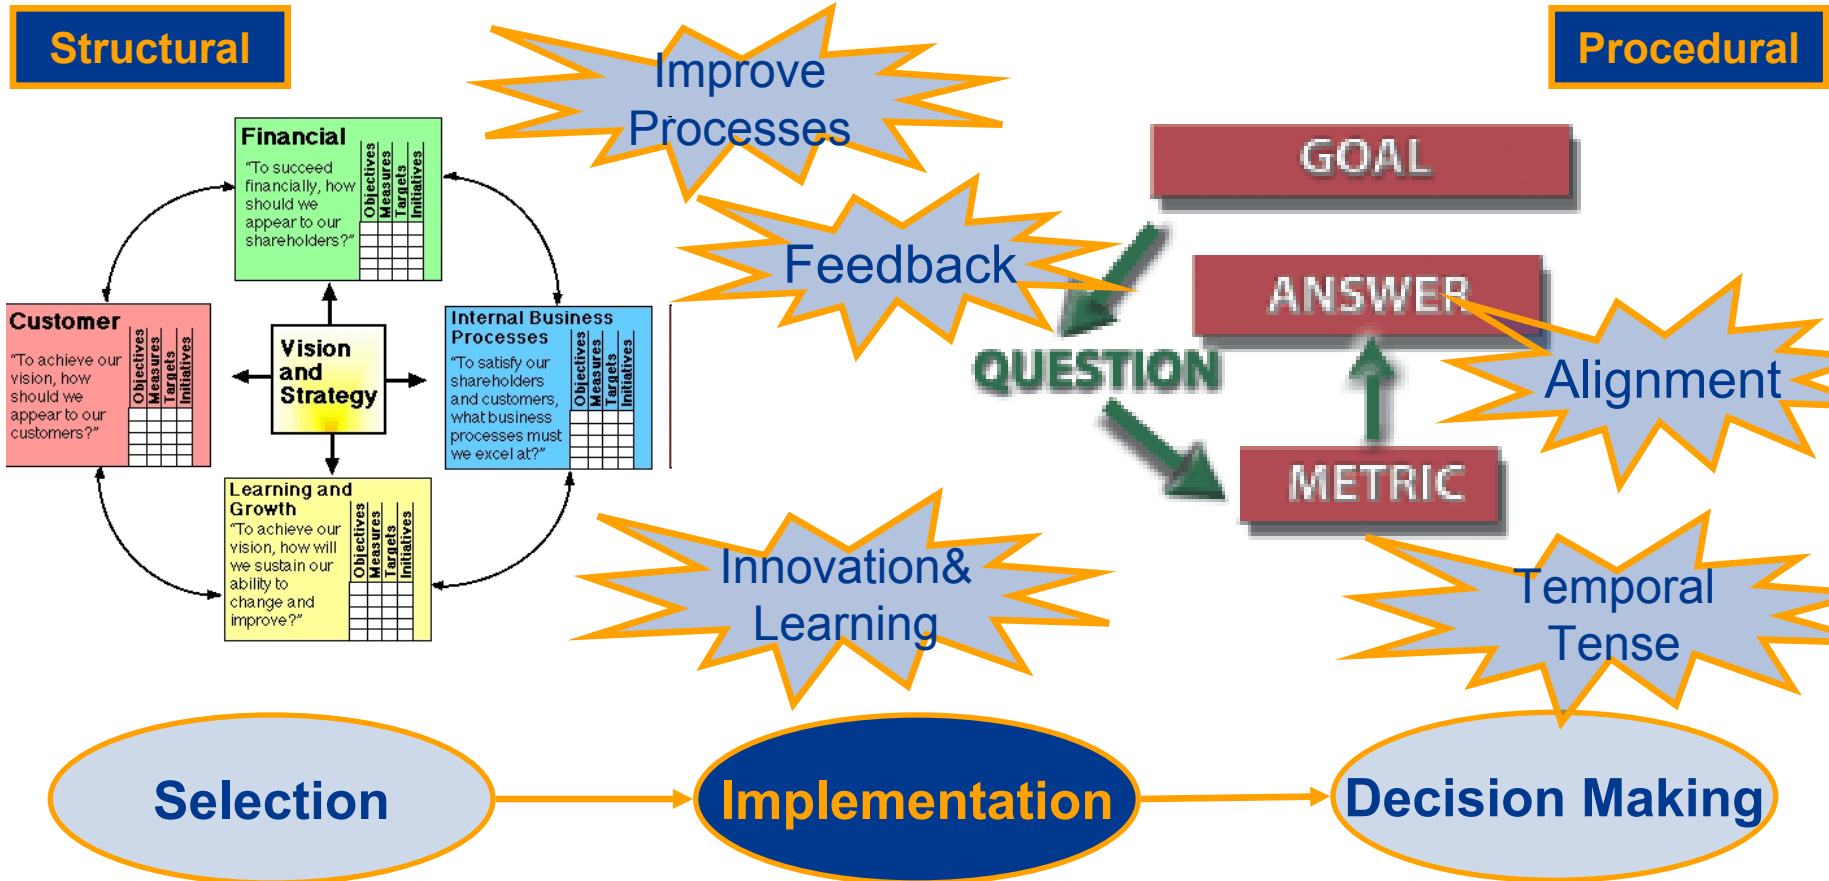 Structural
Procedural
Improve
Processes
Feedback
Innovation&
Learning
Alignment
Temporal
Tense
Financial
"To succeed
financially, how
should we
appear to our
shareholders?"
Objectives
Measures
Targets
Initiatives
Customer
"To achieve our
vision, how
should we
appear to our
customers?"
Objectives
Measures
Targets
Initiatives
Vision
and
Strategy
Internal Business
Processes
"To satisfy our
shareholders
and customers,
what business
processes must
we excel at?"
Objectives
Measures
Targets
Initiatives
Learning and
Growth
"To achieve our
vision, how will
we sustain our
ability to
change and
improve?"
Objectives
Measures
Targets
Initiatives
GOAL
ANSWER
QUESTION
METRIC
Selection
Implementation
Decision Making